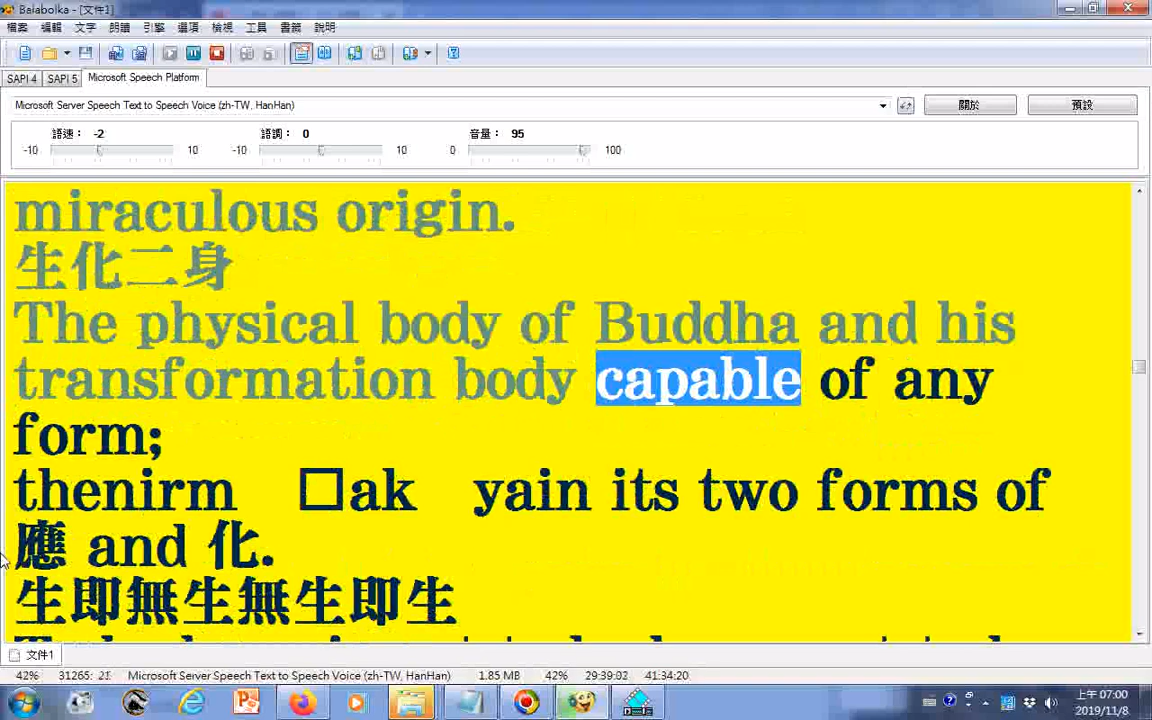 Balabolka - [文件1]
檔案 編輯 文字 朗讀 引擎 選項 檢視 工具 書籤 說明
SAPI 4 SAPI 5 Microsoft Speech Platform
Microsoft Server Speech Text to Speech Voice (zh-TW, HanHan) 關於 預設
語速： -2 語調： 0 音量： 95
-10 10 -10 10 0 100
miraculous origin.
生化二身
The physical body of Buddha and his
transformation body capable of any
form;
thenirm □ak yain its two forms of
應 and 化.
生即無生無生即生
文件1
42% 31265: 21 Microsoft Server Speech Text to Speech Voice (zh-TW, HanHan) 1.85 MB 42% 29:39:02 41:34:20
上午 07:00
2019/11/8